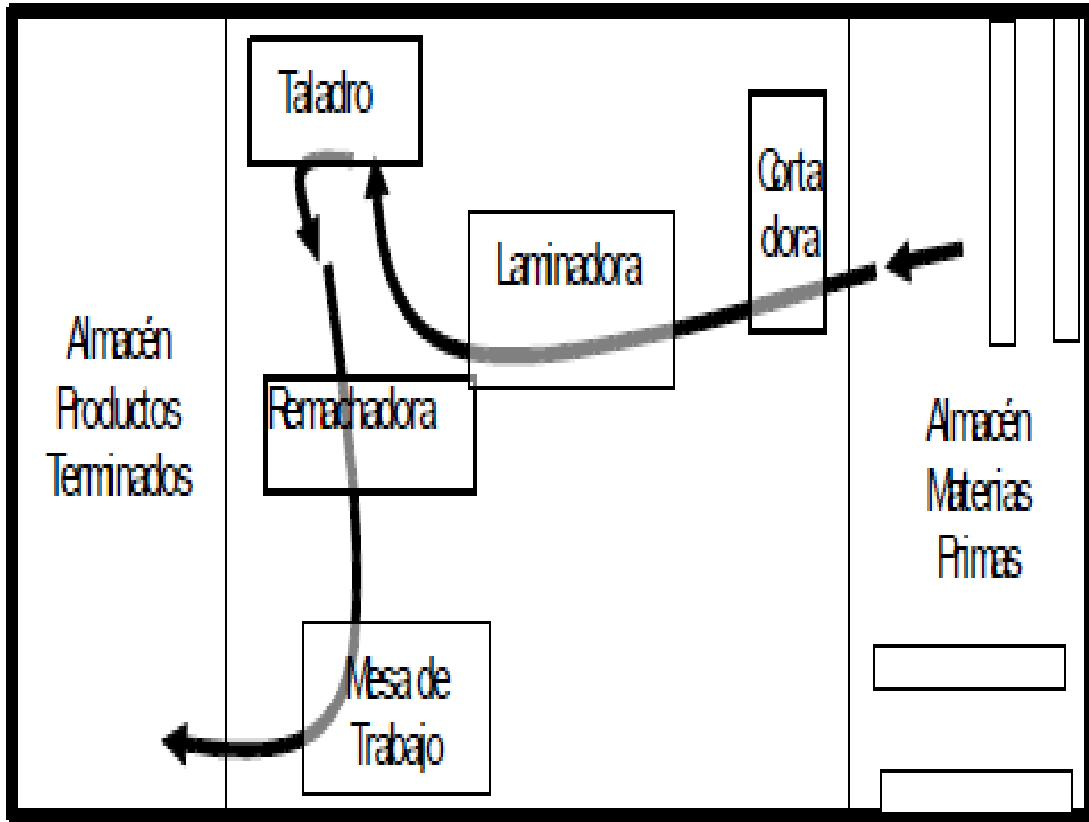 Taladro
Corta
dora
Laminadora
Almacén
Productos
Terminados
Remachadora
Almacén
Materias
Primas
Mesa de
Trabajo